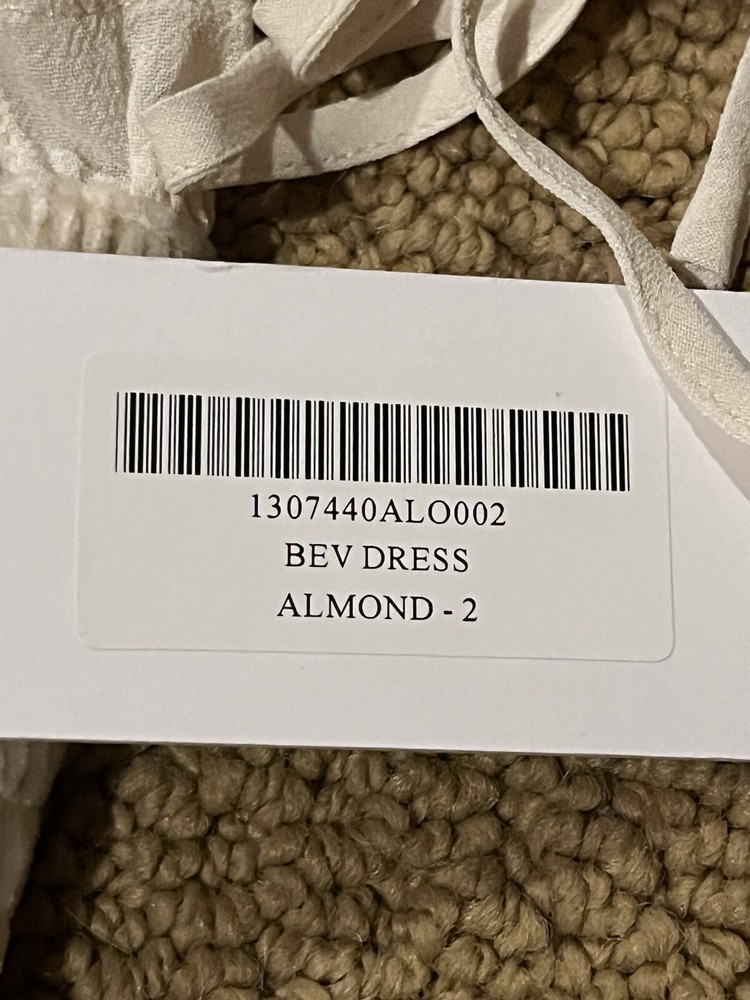 1307440ALO002
BEV DRESS
ALMOND - 2